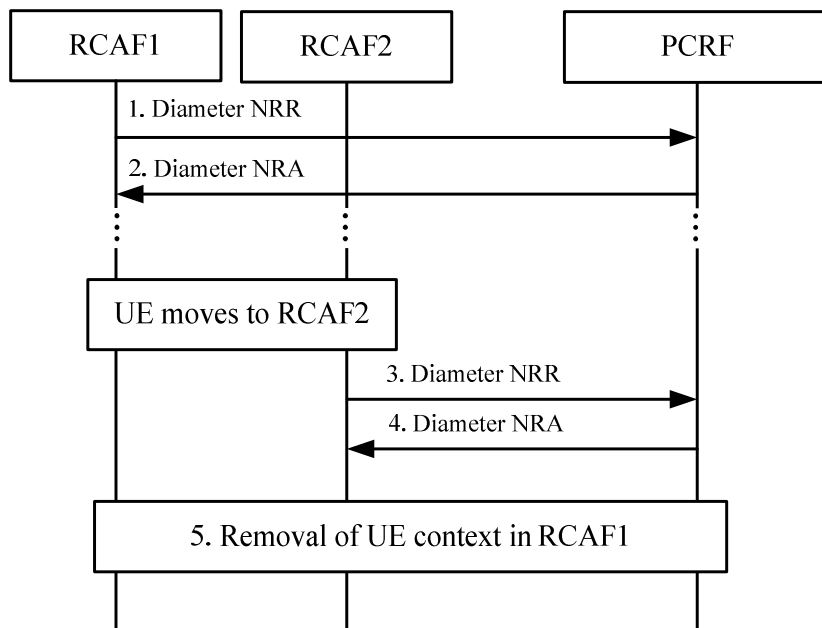 RCAF1
RCAF2
PCRF
1. Diameter NRR
2. Diameter NRA
UE moves to RCAF2
3. Diameter NRR
4. Diameter NRA
5. Removal of UE context in RCAF1